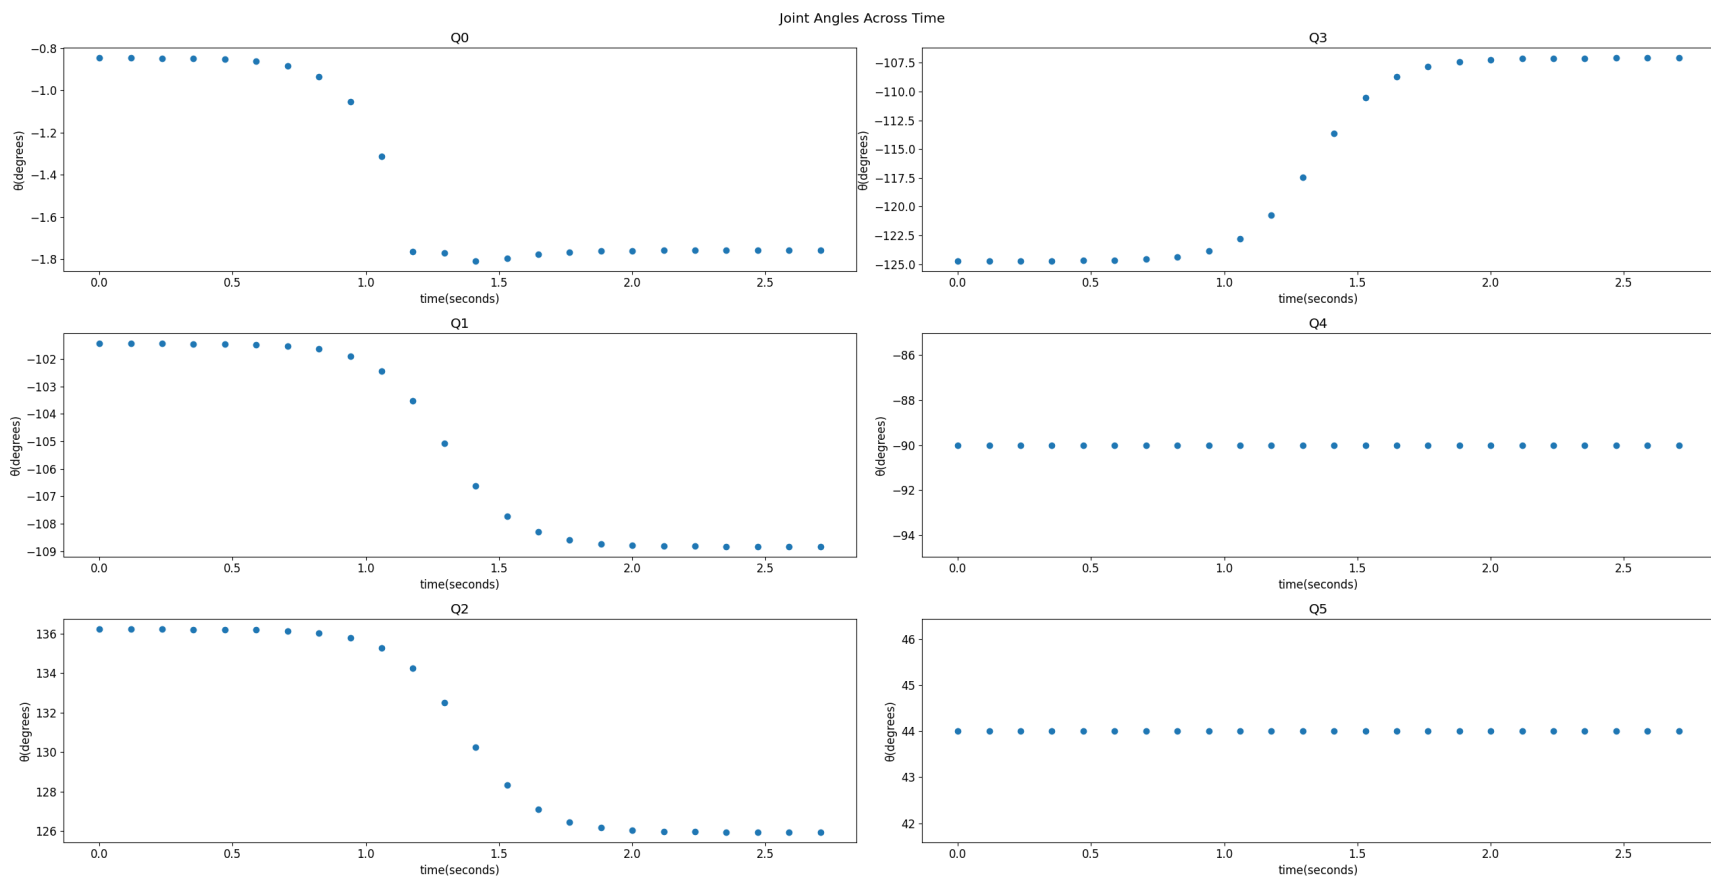 Joint Angles Across Time
Q0
θ(degrees)
−0.8
−1.0
−1.2
−1.4
−1.6
−1.8
0.0 0.5 1.0 1.5 2.0 2.5
time(seconds)
Q3
θ(degrees)
−107.5
−110.0
−112.5
−115.0
−117.5
−120.0
−122.5
−125.0
0.0 0.5 1.0 1.5 2.0 2.5
time(seconds)
Q1
θ(degrees)
−102
−103
−104
−105
−106
−107
−108
−109
0.0 0.5 1.0 1.5 2.0 2.5
time(seconds)
Q4
θ(degrees)
−86
−88
−90
−92
−94
0.0 0.5 1.0 1.5 2.0 2.5
time(seconds)
Q2
θ(degrees)
136
134
132
130
128
126
0.0 0.5 1.0 1.5 2.0 2.5
time(seconds)
Q5
θ(degrees)
46
45
44
43
42
0.0 0.5 1.0 1.5 2.0 2.5
time(seconds)